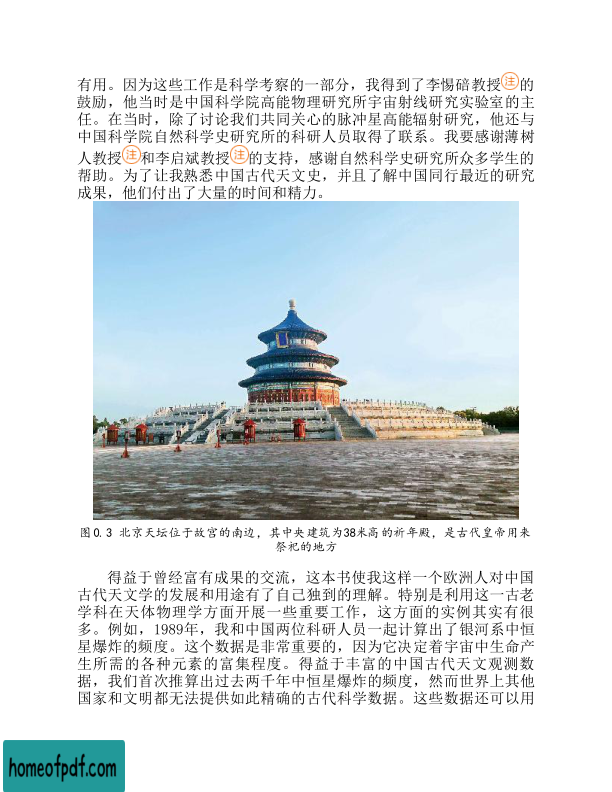 有用。因为这些工作是科学考察的一部分，我得到了李惕碚教授注的
鼓励，他当时是中国科学院高能物理研究所宇宙射线研究实验室的主
任。在当时，除了讨论我们共同关心的脉冲星高能辐射研究，他还与
中国科学院自然科学史研究所的科研人员取得了联系。我要感谢薄树
人教授注和李启斌教授注的支持，感谢自然科学史研究所众多学生的
帮助。为了让我熟悉中国古代天文史，并且了解中国同行最近的研究
成果，他们付出了大量的时间和精力。
图0.3 北京天坛位于故宫的南边，其中央建筑为38米高的祈年殿，是古代皇帝用来
祭祀的地方
得益于曾经富有成果的交流，这本书使我这样一个欧洲人对中国
古代天文学的发展和用途有了自己独到的理解。特别是利用这一古老
学科在天体物理学方面开展一些重要工作，这方面的实例其实有很
多。例如，1989年，我和中国两位科研人员一起计算出了银河系中恒
星爆炸的频度。这个数据是非常重要的，因为它决定着宇宙中生命产
生所需的各种元素的富集程度。得益于丰富的中国古代天文观测数
据，我们首次推算出过去两千年中恒星爆炸的频度，然而世界上其他
国家和文明都无法提供如此精确的古代科学数据。这些数据还可以用
homeofpdf.com